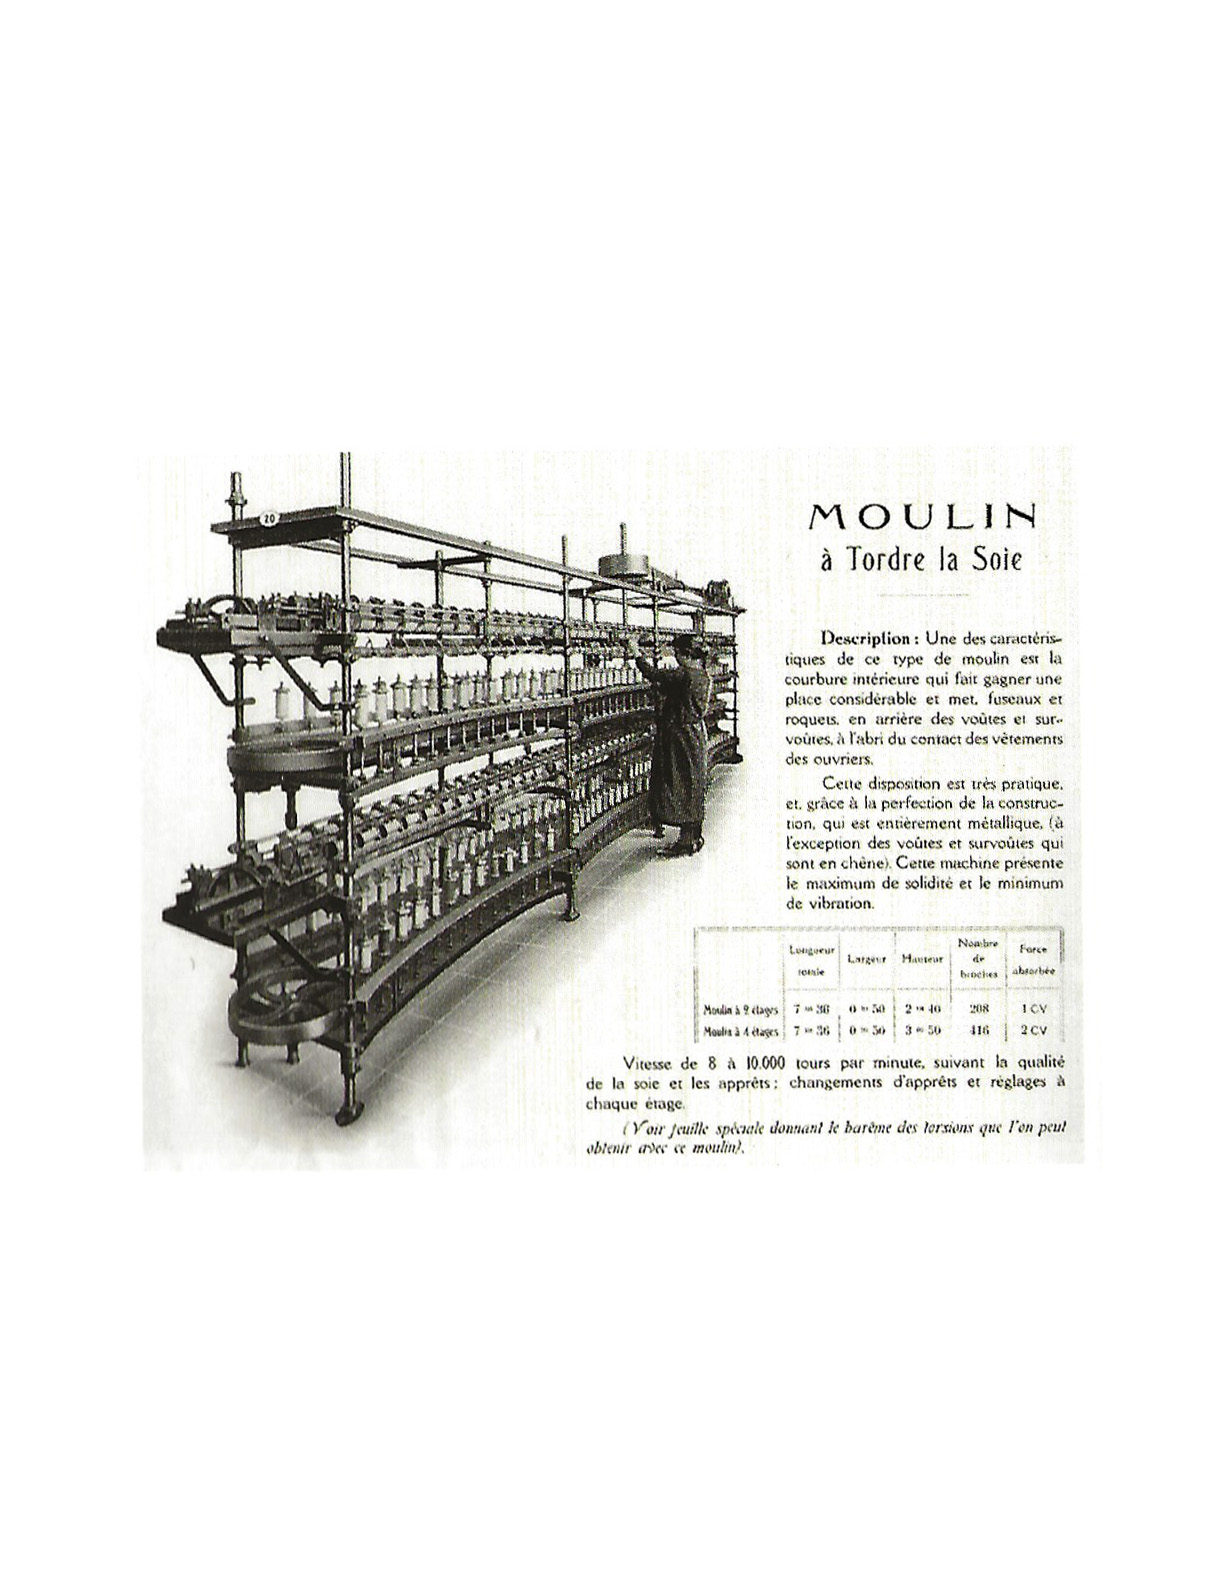 20
MOULIN
à Tordre la Soie
Description : Une des caractéris-
tiques de ce type de moulin est la
courbure intérieure qui fait gagner une
place considérable et met, fuseaux et
roquets, en arrière des voûtes et sur-
voûtes, à l'abri du contact des vêtements
des ouvriers.
Cette disposition est très pratique,
et, grâce à la perfection de la construc-
tion, qui est entièrement métallique, (à
l'exception des voûtes et survoûtes qui
sont en chêne). Cette machine présente
le maximum de solidité et le minimum
de vibration.
Longueur totale Largeur Hauteur Nombre de broches Force absorbée
Moulin à 2 étages 7 m 36 0 m 50 2 m 40 208 1 CV
Moulin à 4 étages 7 m 36 0 m 50 3 m 50 416 2 CV
Vitesse de 8 à 10.000 tours par minute, suivant la qualité
de la soie et les apprêts ; changements d'apprêts et réglages à
chaque étage.
(Voir feuille spéciale donnant le barême des torsions que l'on peut
obtenir avec ce moulin).